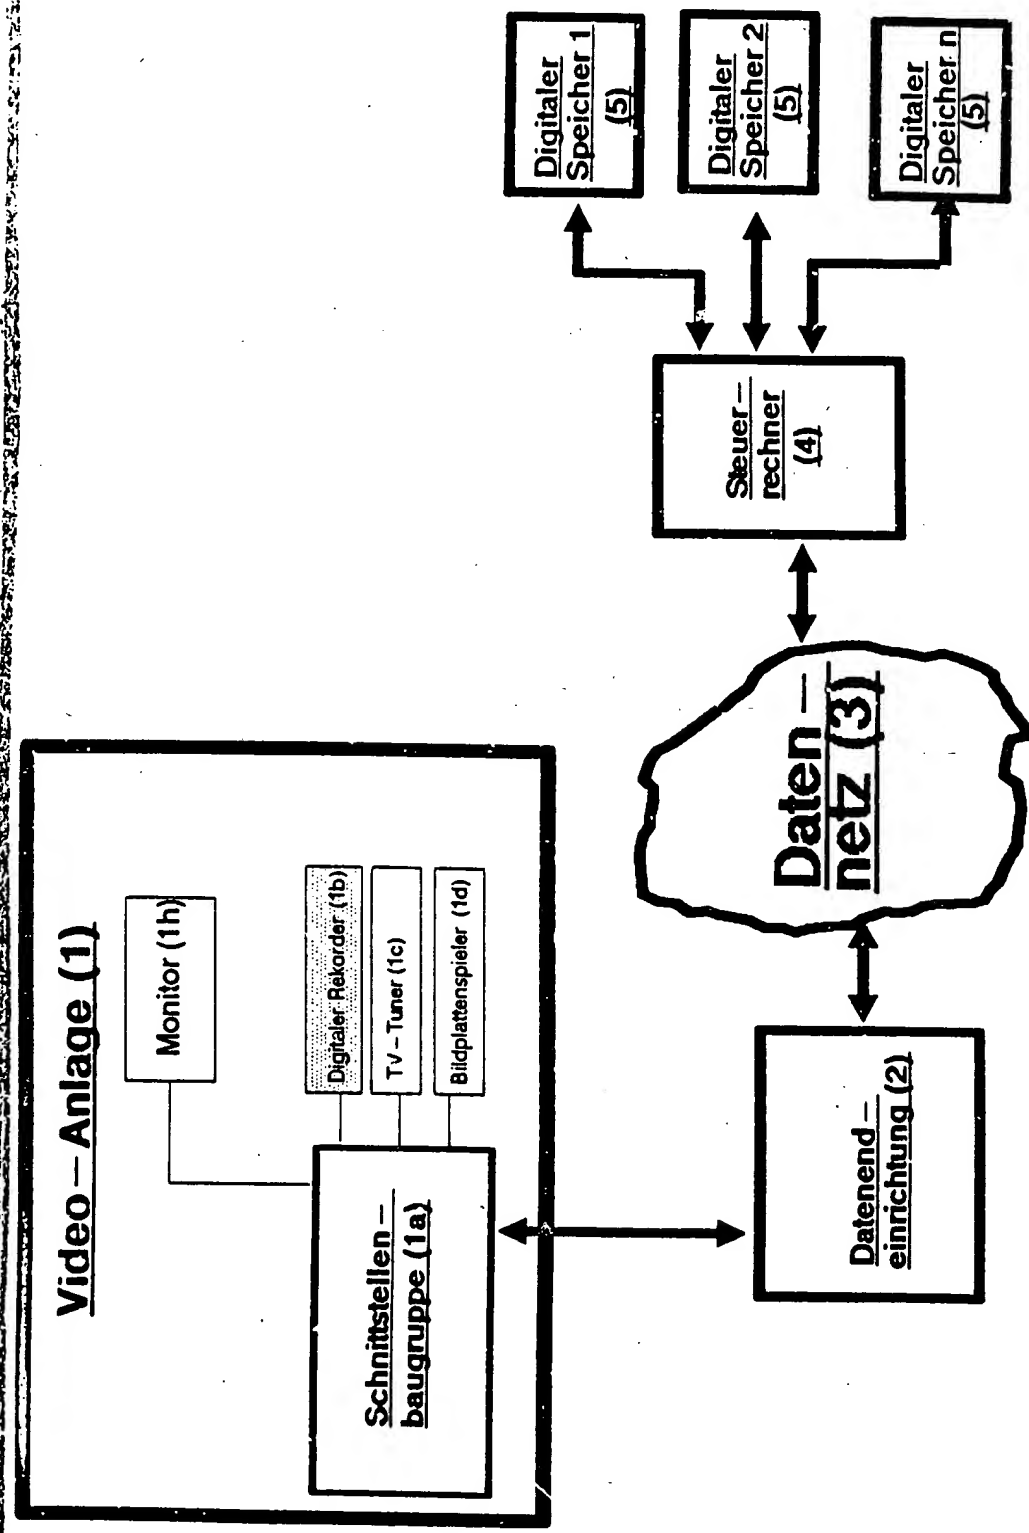 Video – Anlage (1)
Monitor (1h)
Digitaler Rekorder (1b)
TV – Tuner (1c)
Bildplattenspieler (1d)
Schnittstellen –
baugruppe (1a)
Datenend –
einrichtung (2)
Daten –
netz (3)
Steuer –
rechner
(4)
Digitaler
Speicher 1
(5)
Digitaler
Speicher 2
(5)
Digitaler
Speicher n
(5)